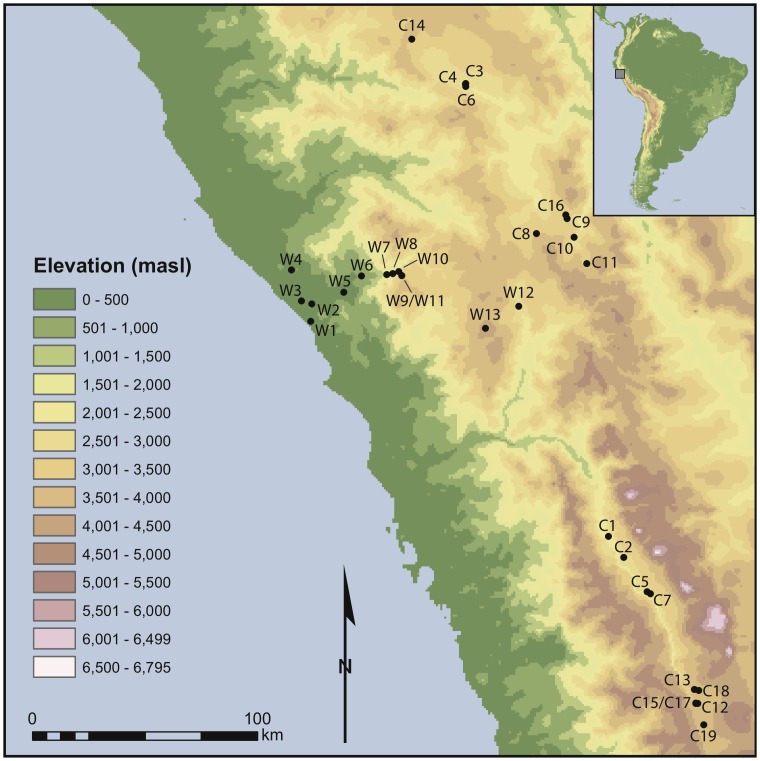 C14
C4
C3
C6
C16
C9
C8
C10
C11
W7
W8
W10
W6
W4
W5
W9/W11
W3
W2
W1
W12
W13
Elevation (masl)
0 - 500
501 - 1,000
1,001 - 1,500
1,501 - 2,000
2,001 - 2,500
2,501 - 3,000
3,001 - 3,500
3,501 - 4,000
4,001 - 4,500
4,501 - 5,000
5,001 - 5,500
5,501 - 6,000
6,001 - 6,499
6,500 - 6,795
C1
C2
C5
C7
C13
C18
C15/C17
C12
C19
N
0 100
km